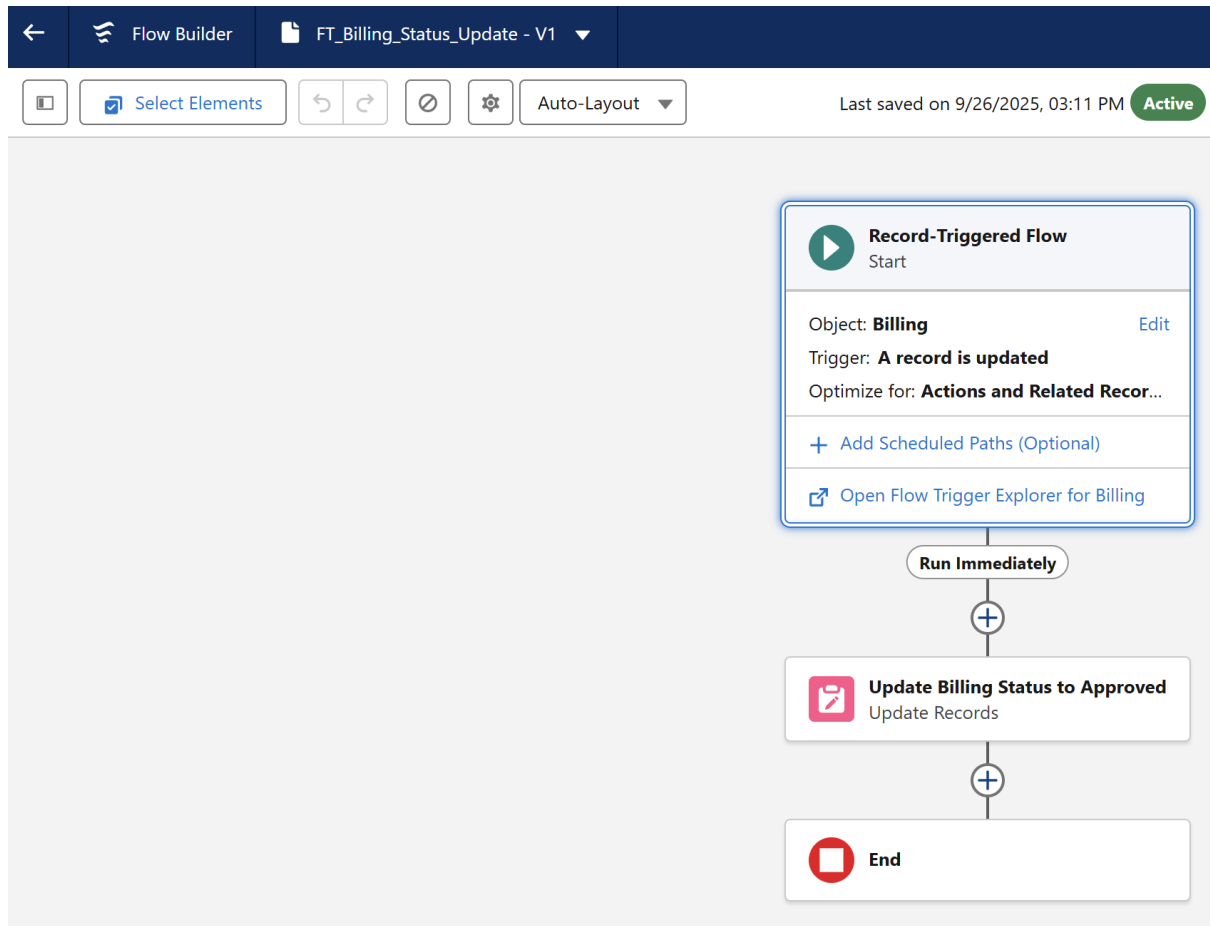 Flow Builder
FT_Billing_Status_Update - V1
Select Elements
Auto-Layout
Last saved on 9/26/2025, 03:11 PM
Active
Record-Triggered Flow
Start
Object: Billing
Edit
Trigger: A record is updated
Optimize for: Actions and Related Recor...
Add Scheduled Paths (Optional)
Open Flow Trigger Explorer for Billing
Run Immediately
Update Billing Status to Approved
Update Records
End